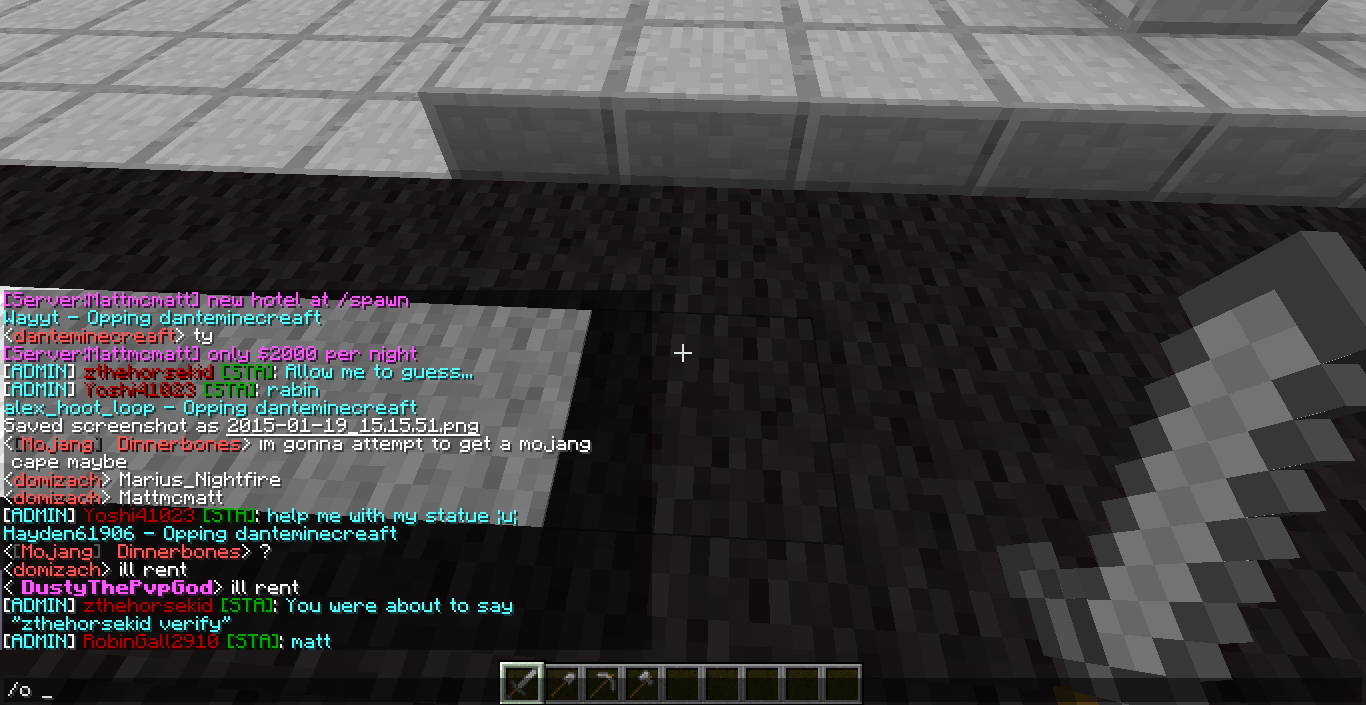 [Server:Mattmcmatt] new hotel at /spawn
Wayyt - Opping danteminecreaft
<danteminecreaft> ty
[Server:Mattmcmatt] only $2000 per night
[ADMIN] zthehorsekid [STA]: Allow me to guess...
[ADMIN] Yoshi41023 [STA]: rabin
alex_hoot_loop - Opping danteminecreaft
Saved screenshot as 2015-01-19_15.15.51.png
<[Mojang] Dinnerbones> im gonna attempt to get a mojang
cape maybe
<domizach> Marius_Nightfire
<domizach> Mattmcmatt
[ADMIN] Yoshi41023 [STA]: help me with my statue ;u;
Hayden61906 - Opping danteminecreaft
<[Mojang] Dinnerbones> ?
<domizach> ill rent
< DustyThePvpGod> ill rent
[ADMIN] zthehorsekid [STA]: You were about to say
"zthehorsekid verify"
[ADMIN] RobinGall2910 [STA]: matt
/o _